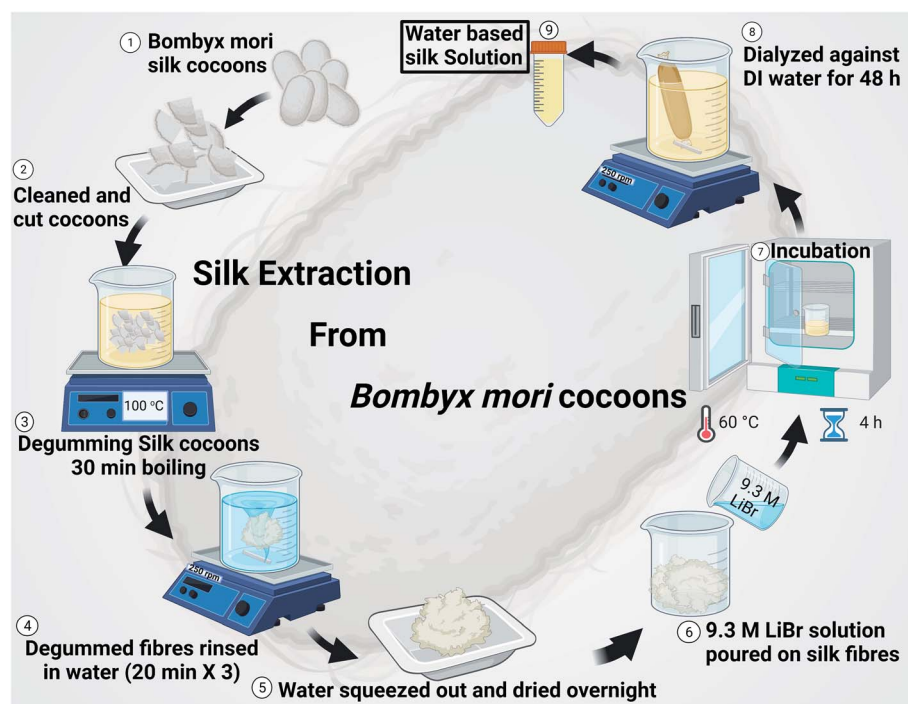 ① Bombyx mori
silk cocoons
② 
Cleaned and
cut cocoons
100 ºC
③
Degumming Silk cocoons
30 min boiling
250 rpm
④
Degummed fibres rinsed
in water (20 min X 3)
⑤ Water squeezed out and dried overnight
9.3 M
LiBr
⑥ 9.3 M LiBr solution
poured on silk fibres
⑦ Incubation
60 °C
4 h
⑧
Dialyzed against
DI water for 48 h
250 rpm
⑨
Water based
silk Solution
Silk Extraction
From
Bombyx mori cocoons